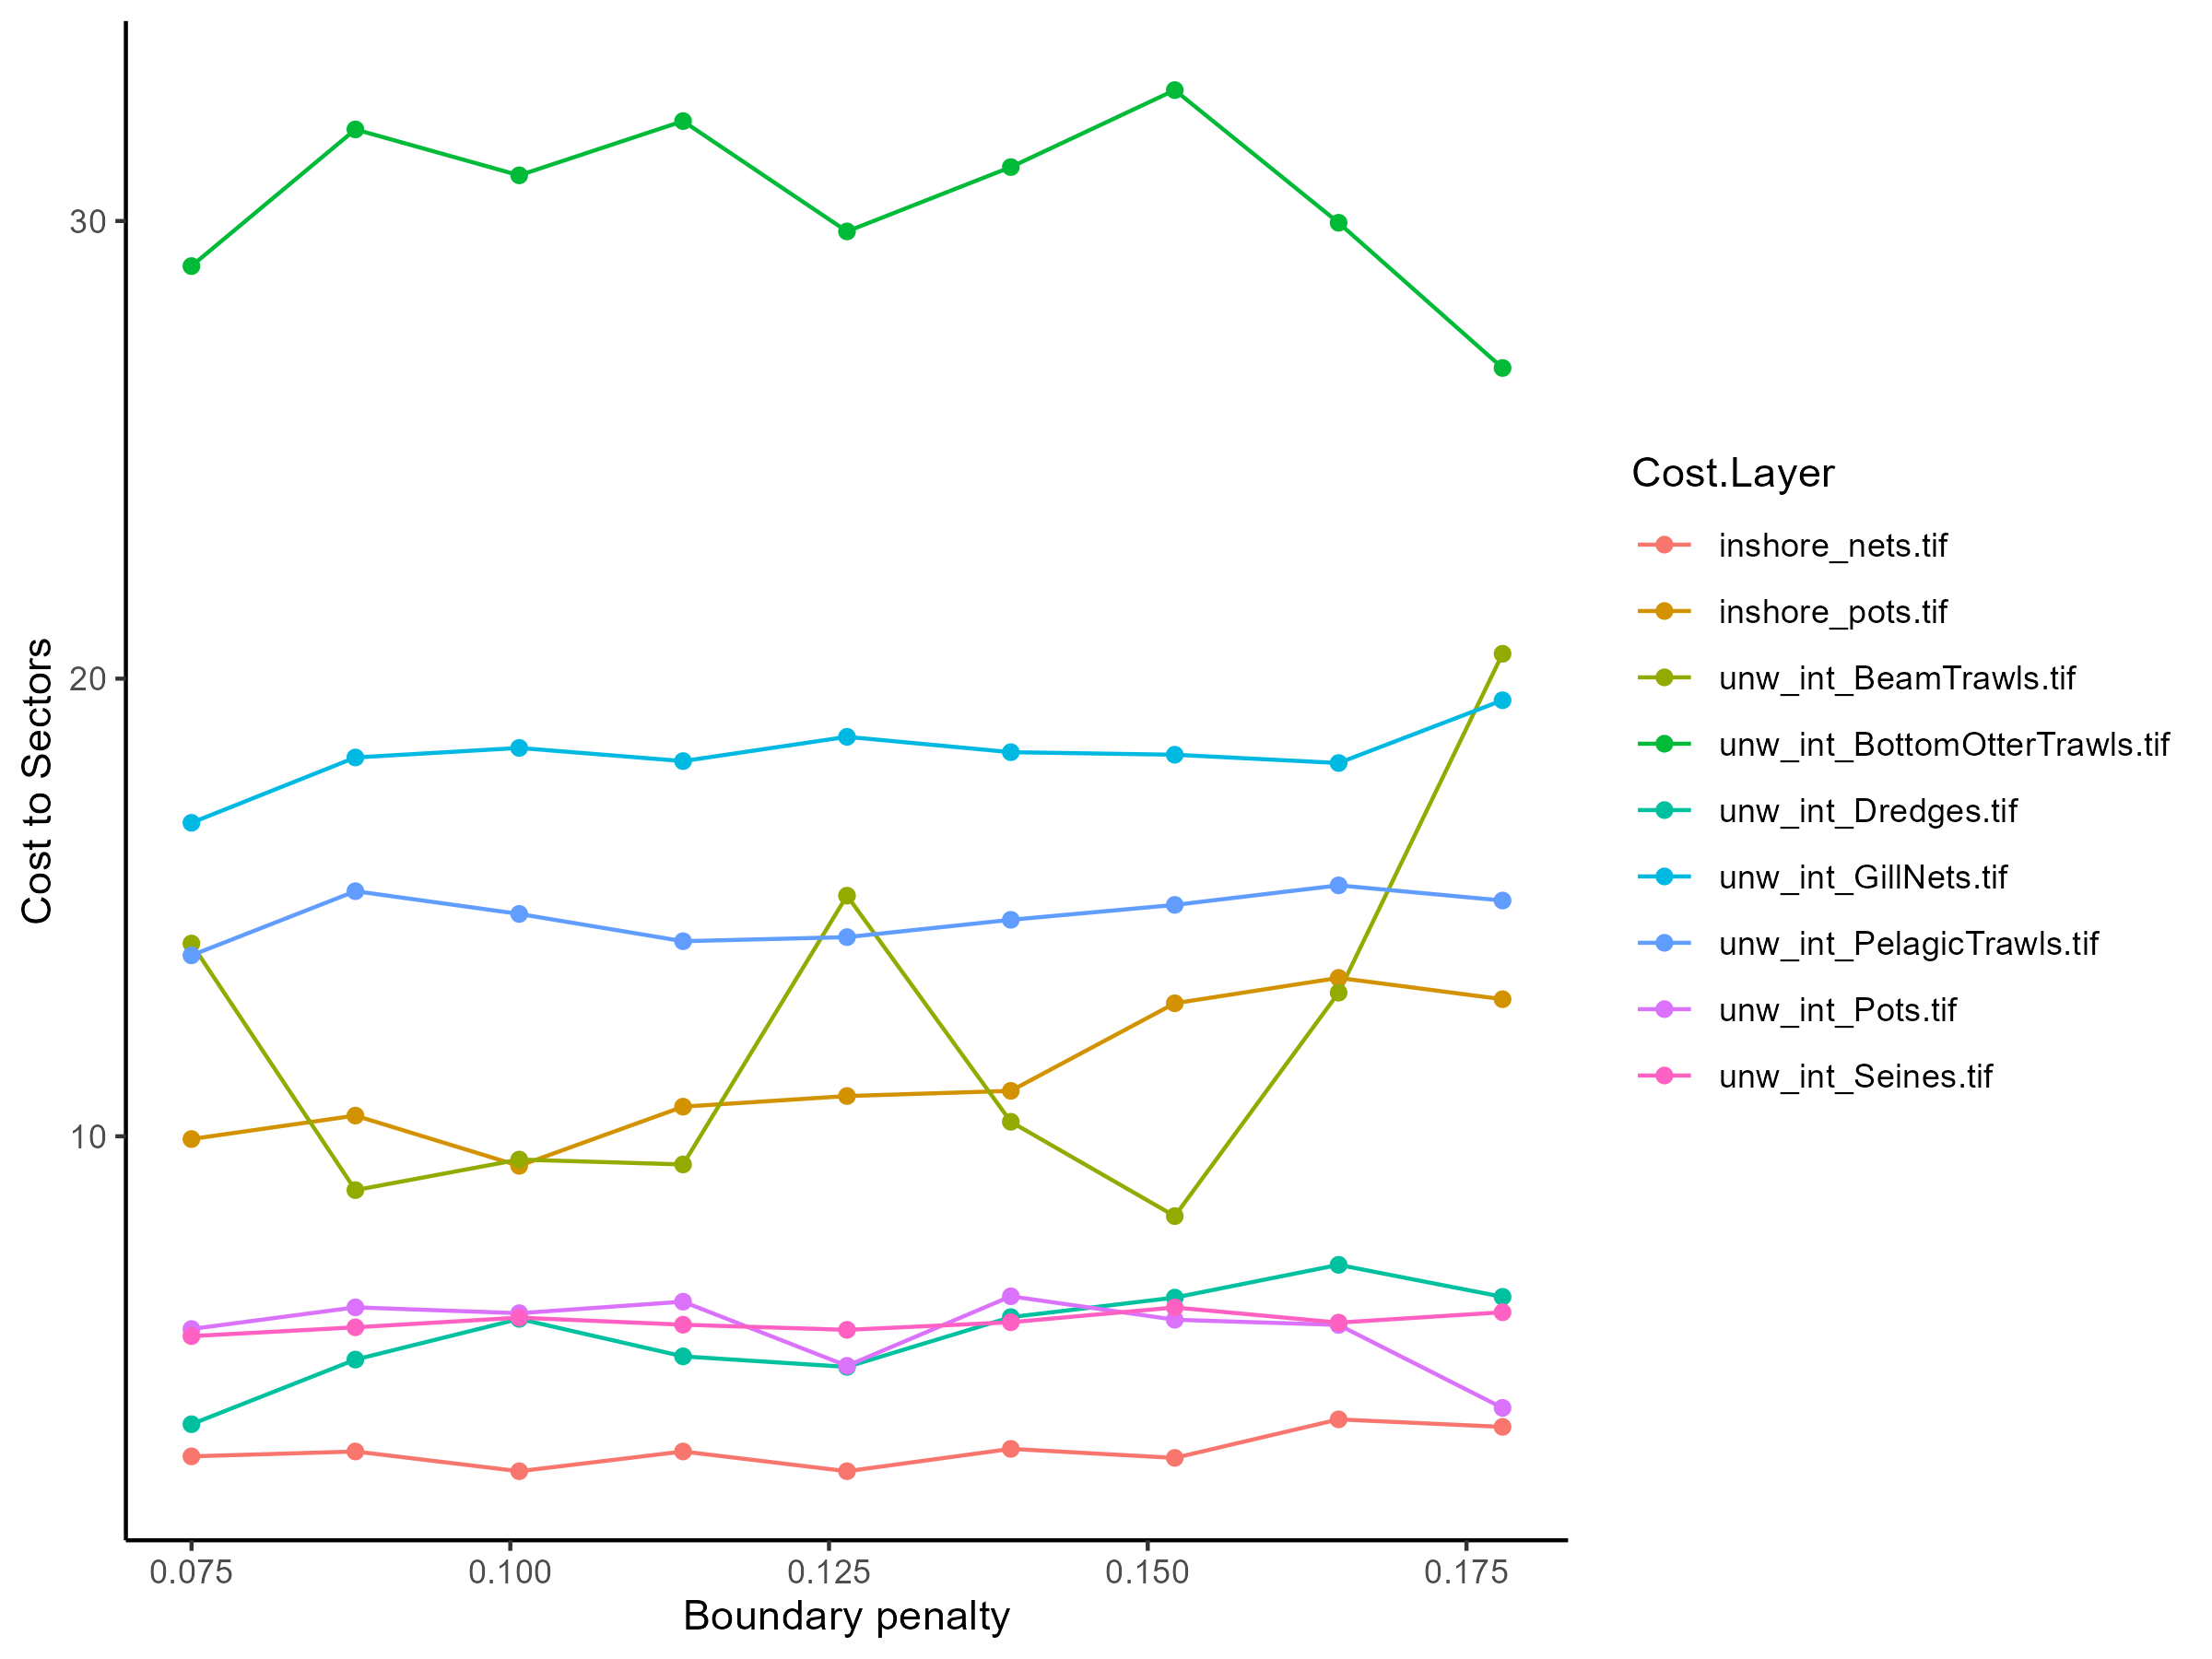 Cost to Sectors
30
20
10
0.075
0.100
0.125
0.150
0.175
Boundary penalty
Cost.Layer
inshore_nets.tif
inshore_pots.tif
unw_int_BeamTrawls.tif
unw_int_BottomOtterTrawls.tif
unw_int_Dredges.tif
unw_int_GillNets.tif
unw_int_PelagicTrawls.tif
unw_int_Pots.tif
unw_int_Seines.tif